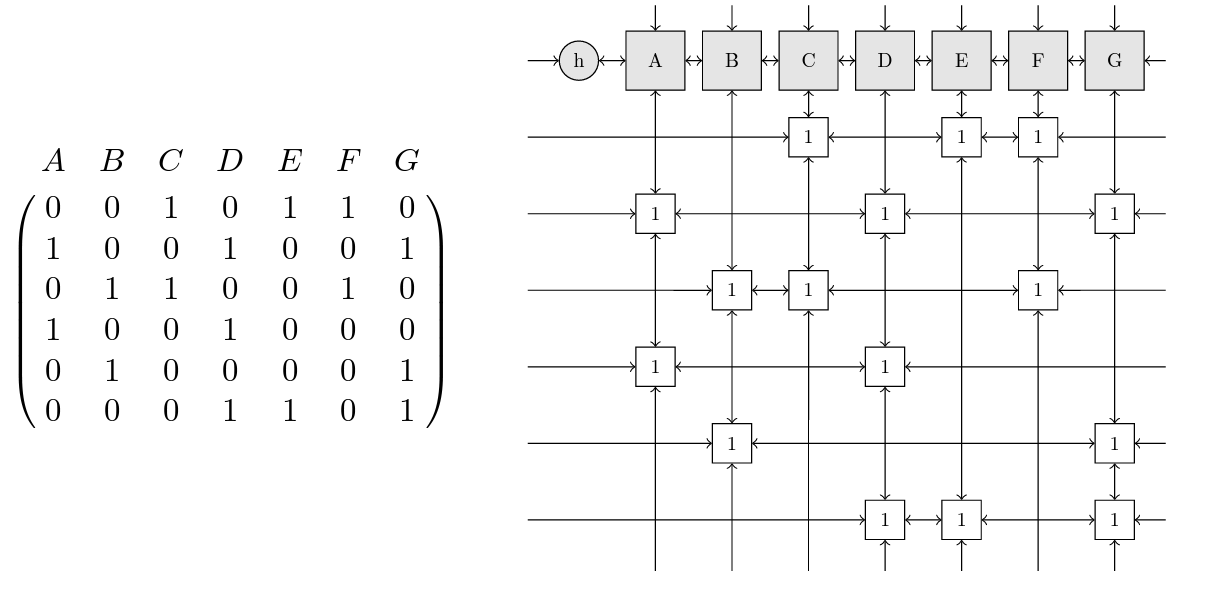 A B C D E F G
0 0 1 0 1 1 0
1 0 0 1 0 0 1
0 1 1 0 0 1 0
1 0 0 1 0 0 0
0 1 0 0 0 0 1
0 0 0 1 1 0 1
h A B C D E F G
1 1 1
1 1 1
1 1 1
1 1
1 1
1 1 1